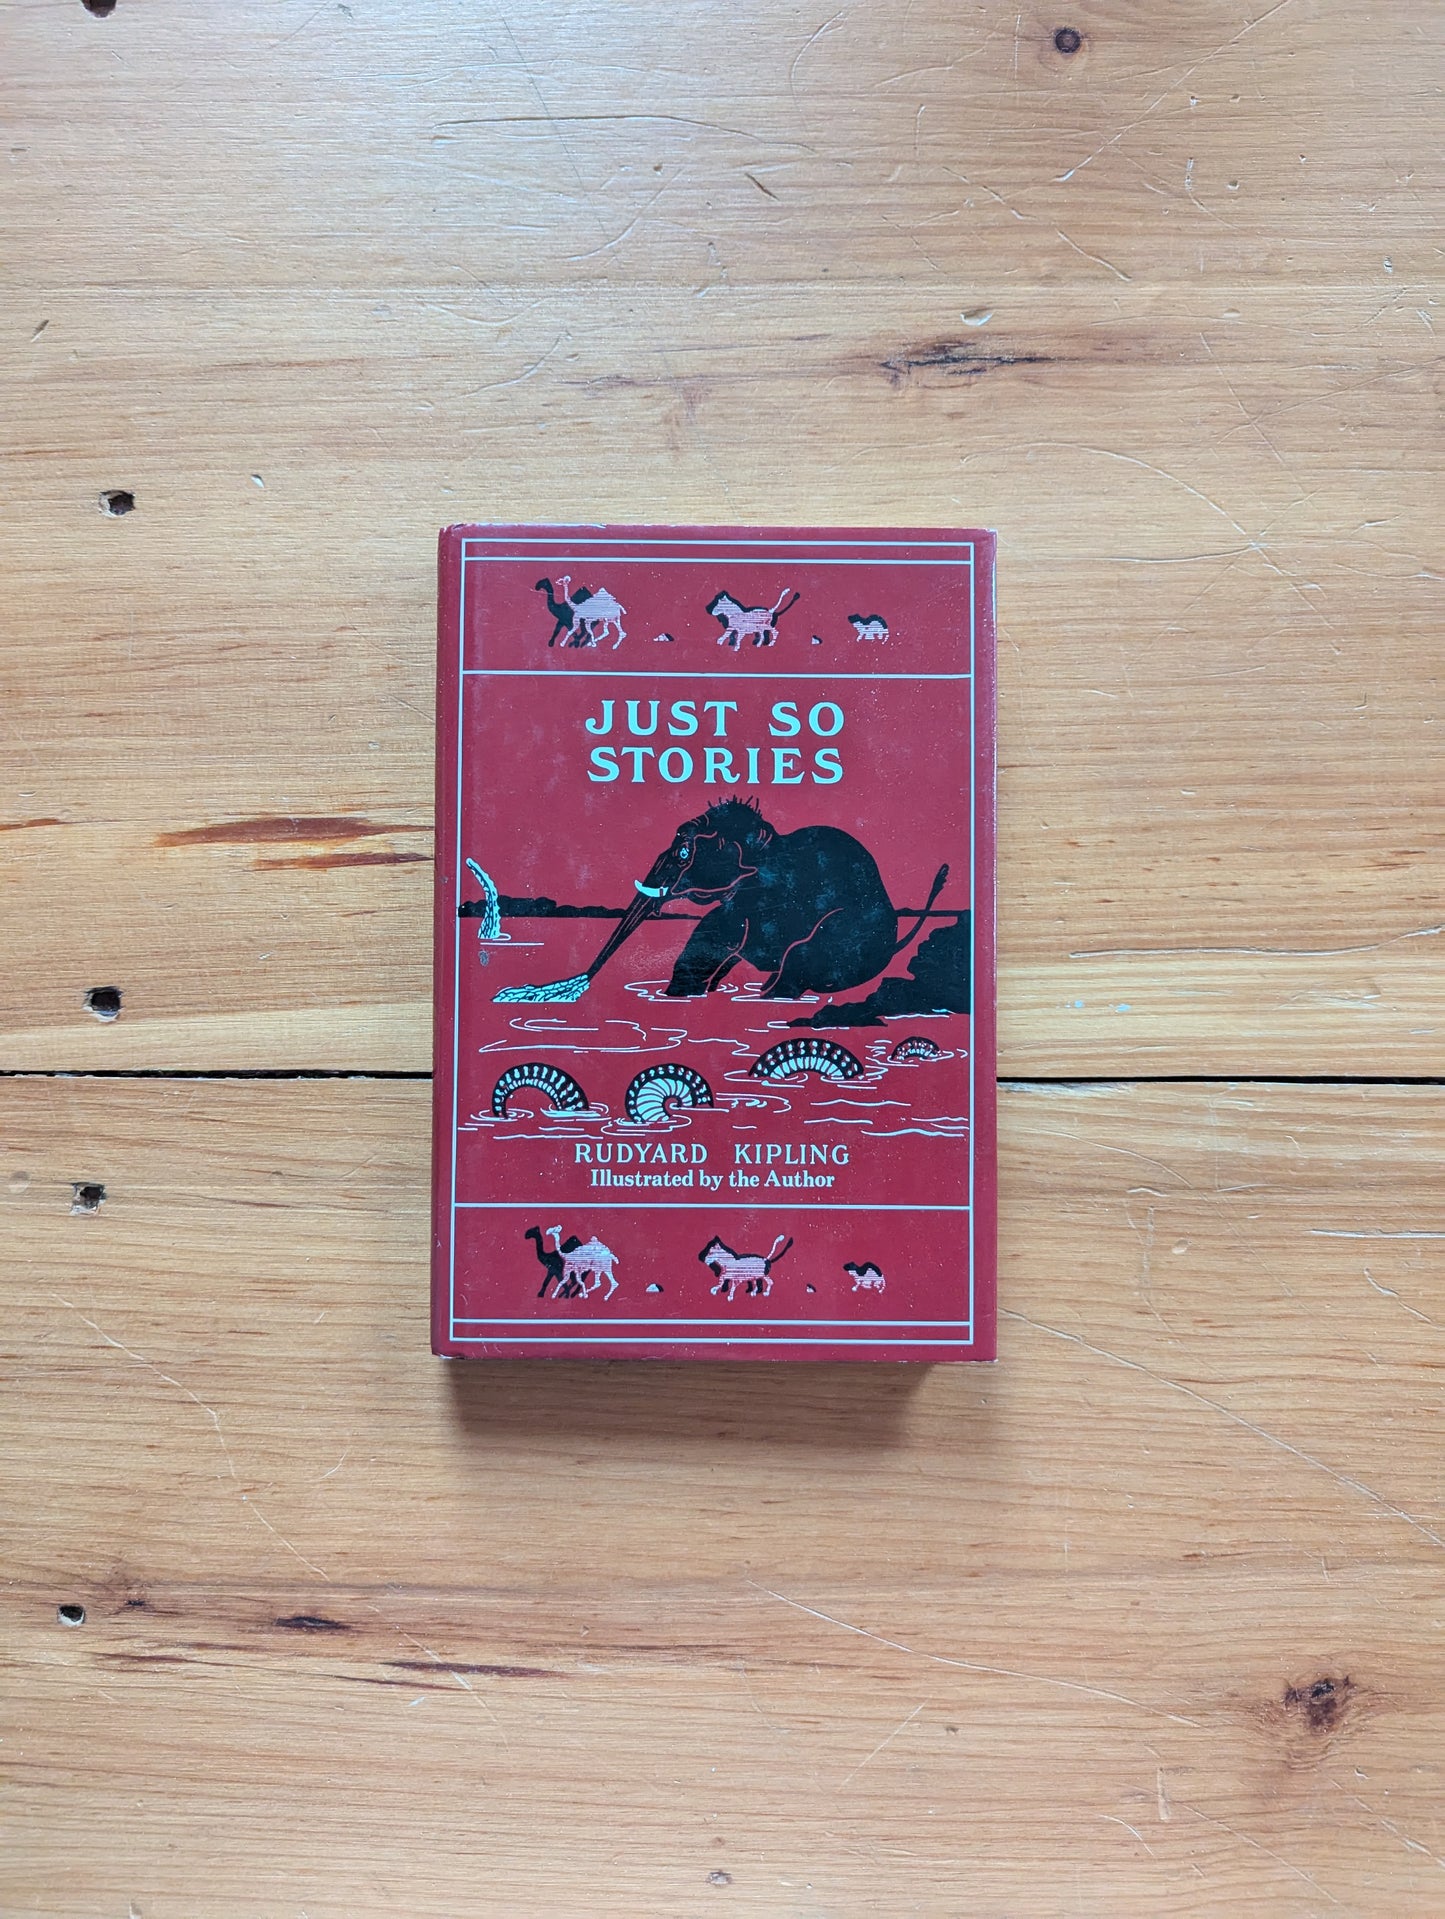 JUST SO
STORIES
RUDYARD KIPLING
Illustrated by the Author